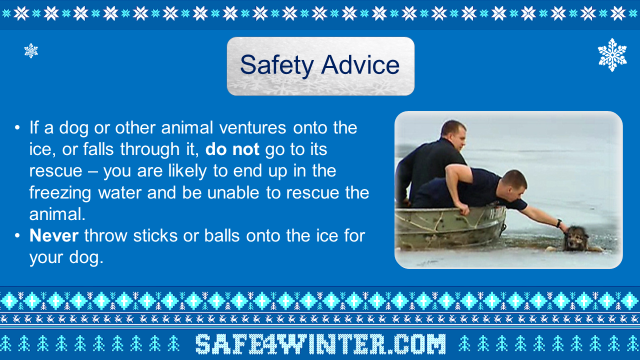 Safety Advice
• If a dog or other animal ventures onto the
ice, or falls through it, do not go to its
rescue – you are likely to end up in the
freezing water and be unable to rescue the
animal.
• Never throw sticks or balls onto the ice for
your dog.
SAFE4WINTER.COM